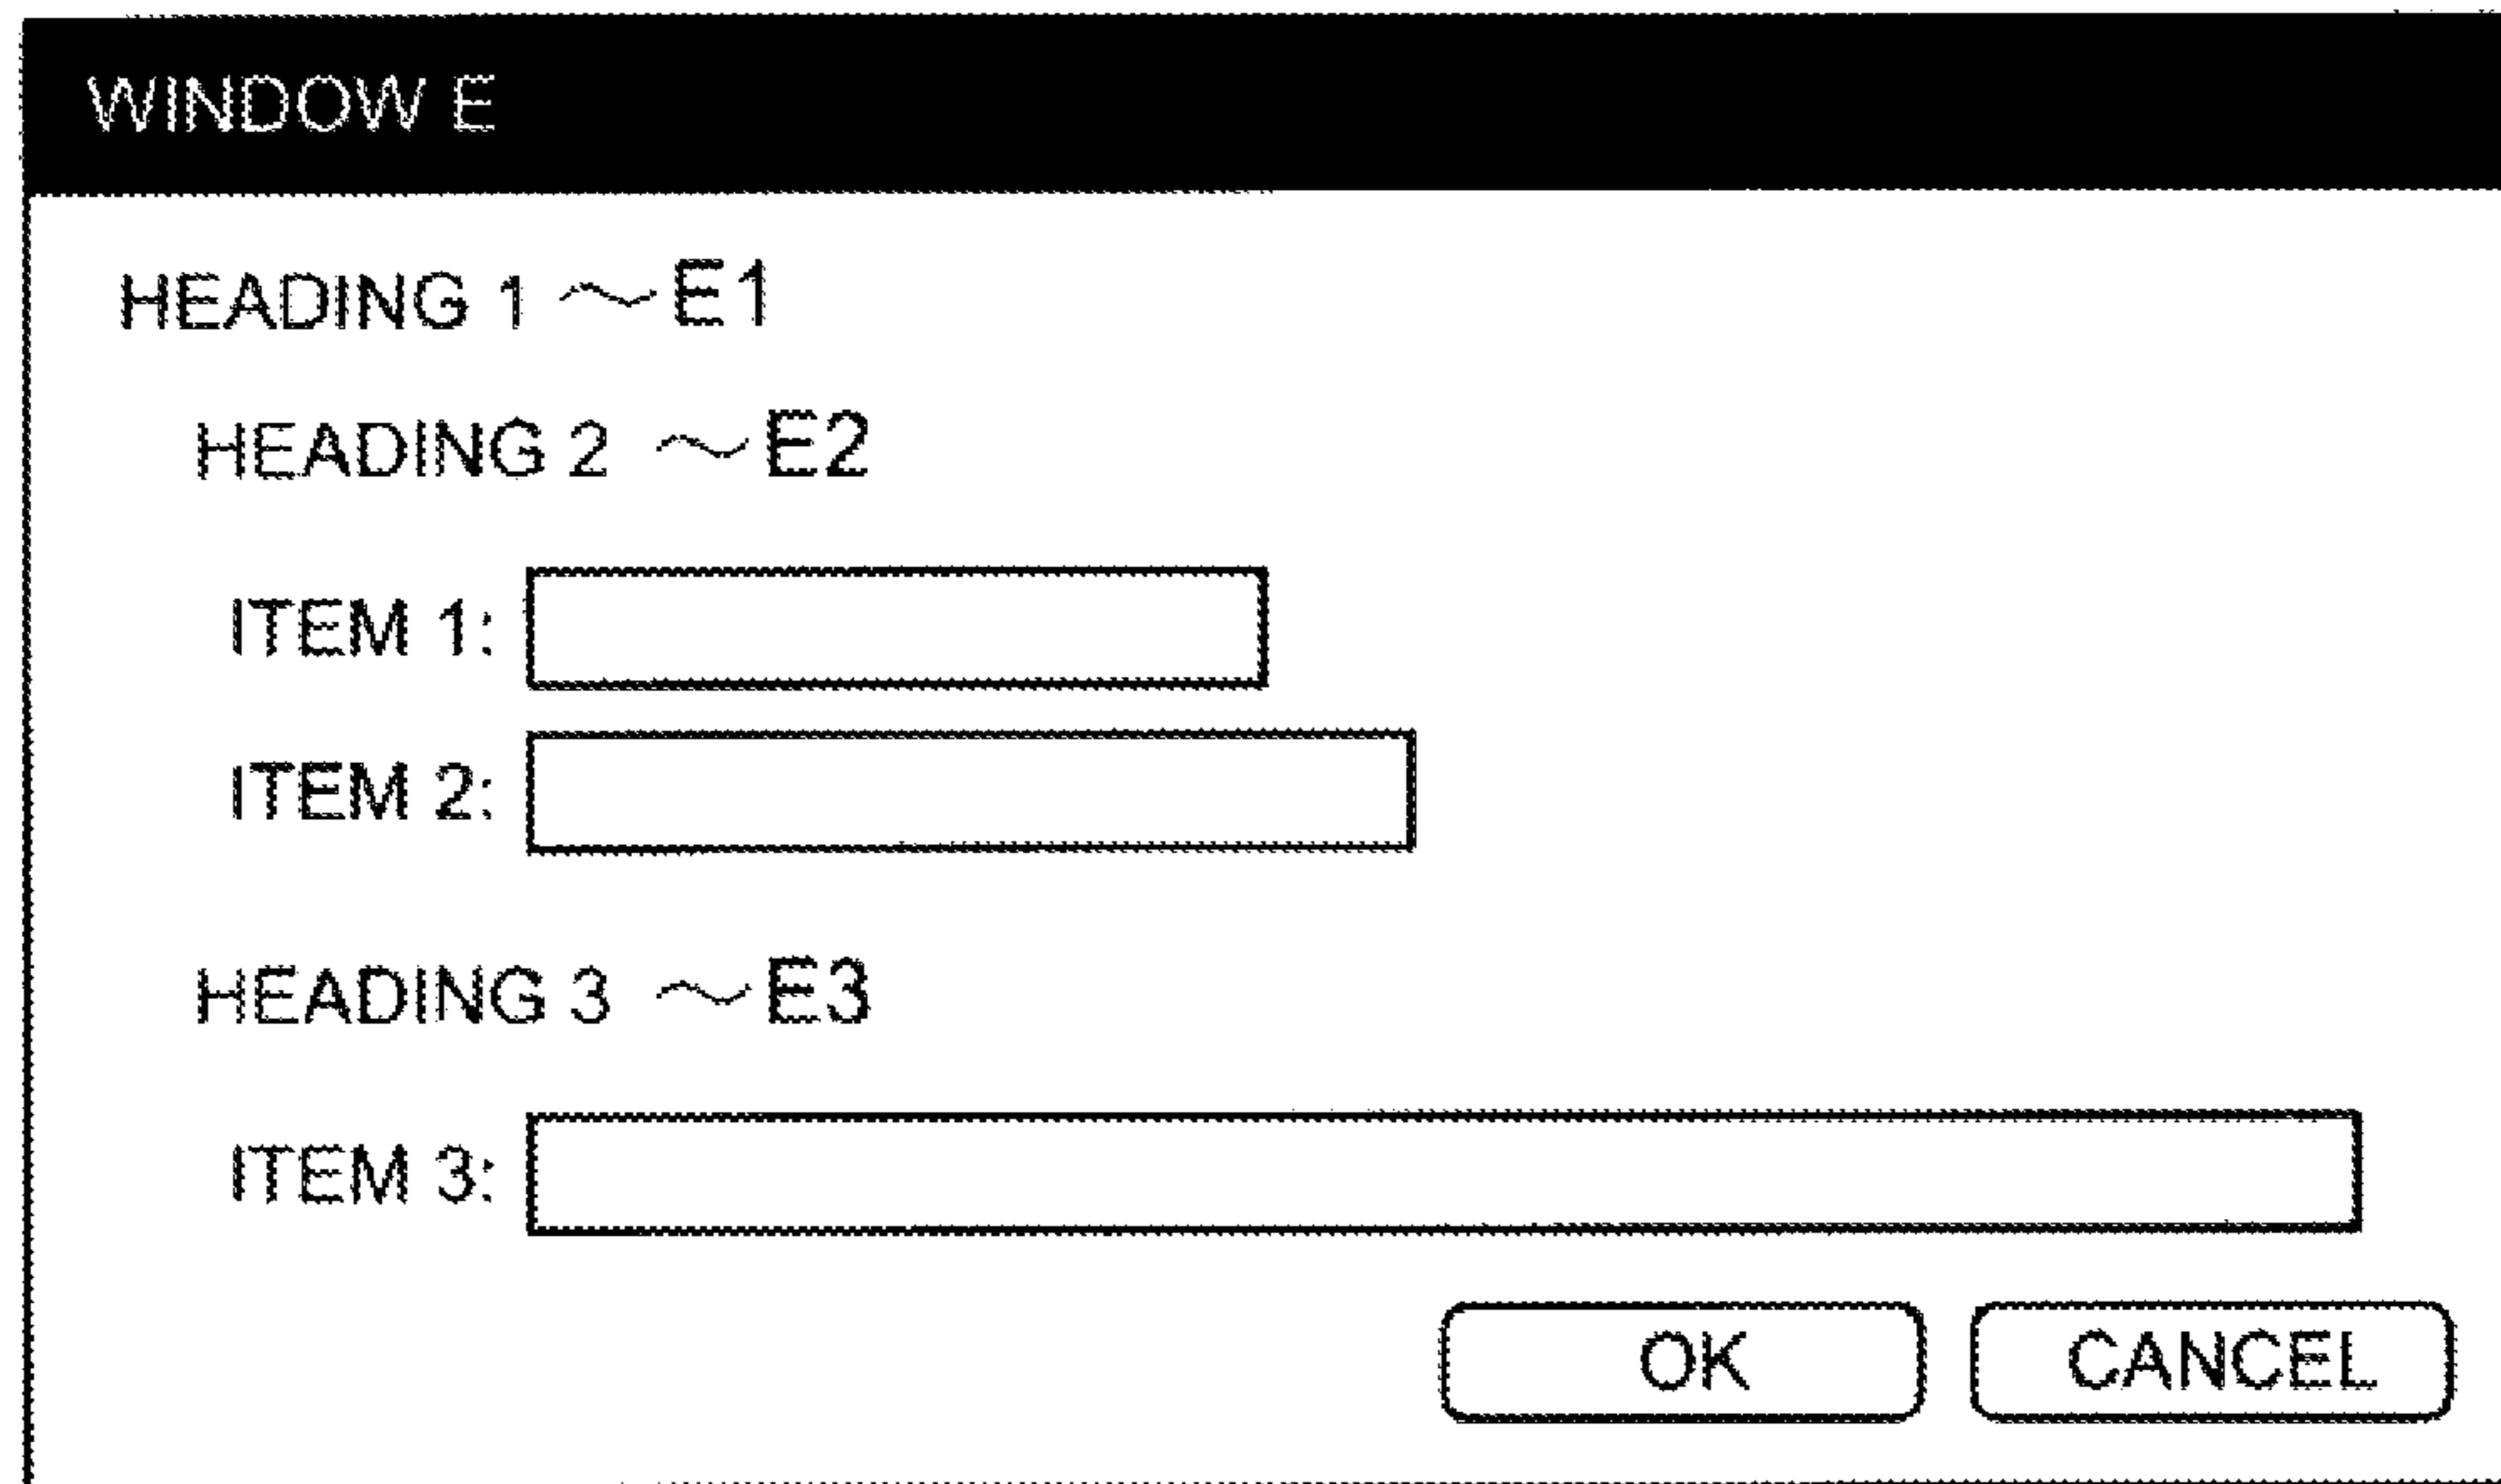 WINDOW E
HEADING 1 ~ E1
HEADING 2 ~ E2
ITEM 1:
ITEM 2:
HEADING 3 ~ E3
ITEM 3:
OK CANCEL